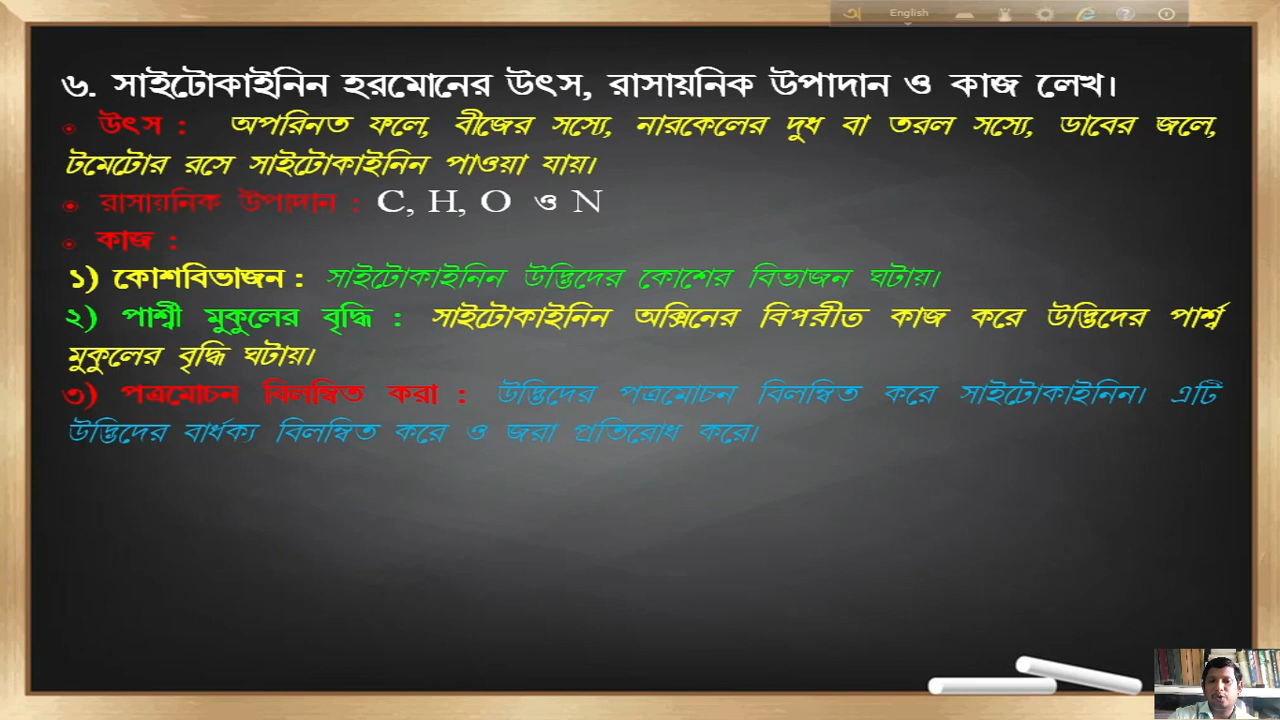 English
৬. সাইটোকাইনিন হরমোনের উৎস, রাসায়নিক উপাদান ও কাজ লেখ।
উৎস : অপরিনত ফলে, বীজের সস্যে, নারকেলের দুধ বা তরল সস্যে, ডাবের জলে,
টমেটোর রসে সাইটোকাইনিন পাওয়া যায়।
রাসায়নিক উপাদান : C, H, O ও N
কাজ :
১) কোশবিভাজন : সাইটোকাইনিন উদ্ভিদের কোশের বিভাজন ঘটায়।
২) পার্শ্বী মুকুলের বৃদ্ধি : সাইটোকাইনিন অক্সিনের বিপরীত কাজ করে উদ্ভিদের পার্শ্ব
মুকুলের বৃদ্ধি ঘটায়।
৩) পত্রমোচন বিলম্বিত করা : উদ্ভিদের পত্রমোচন বিলম্বিত করে সাইটোকাইনিন। এটি
উদ্ভিদের বার্ধক্য বিলম্বিত করে ও জরা প্রতিরোধ করে।